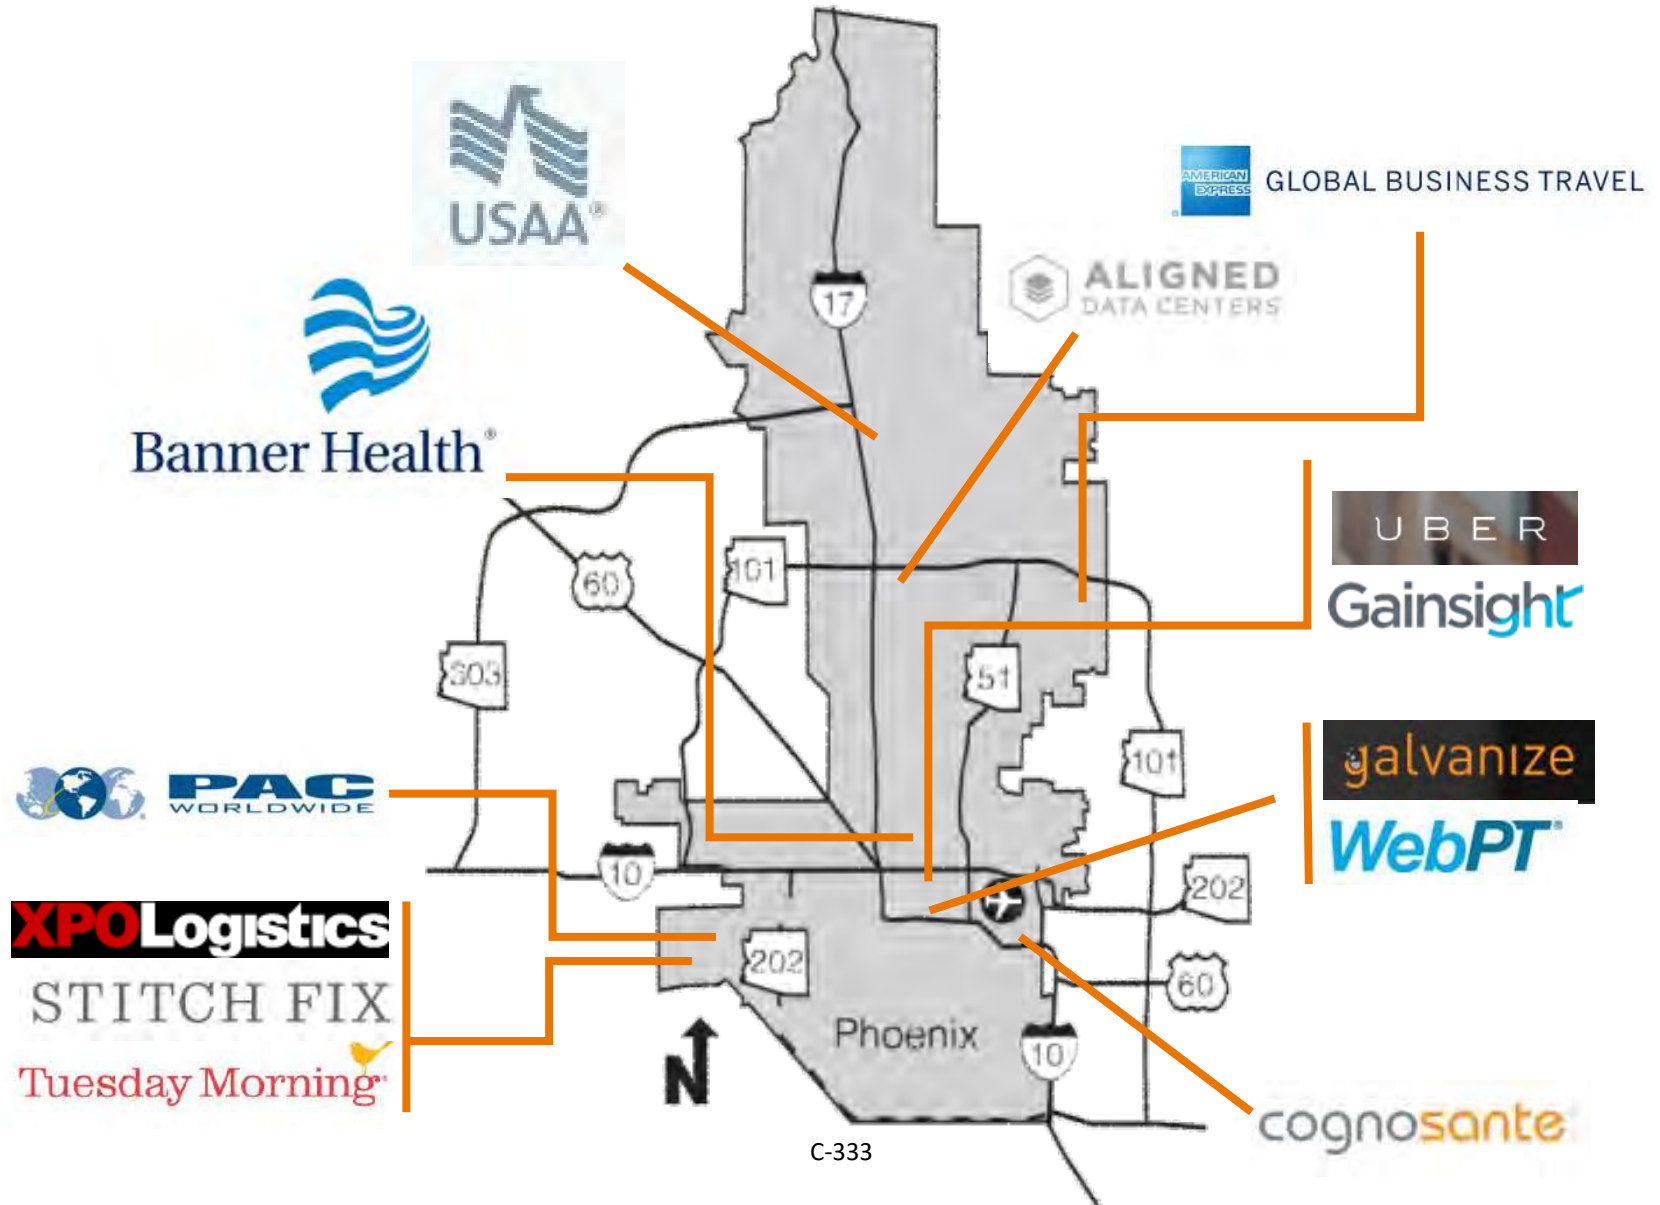 USAA®
AMERICAN
EXPRESS
®
GLOBAL BUSINESS TRAVEL
ALIGNED
DATA CENTERS
17
Banner Health®
UBER
Gainsight
60
101
303
51
101
galvanize
WebPT®
PAC
WORLDWIDE
10
202
XPOLogistics
STITCH FIX
Tuesday Morning
202
60
Phoenix
10
N
cognosante
C-333